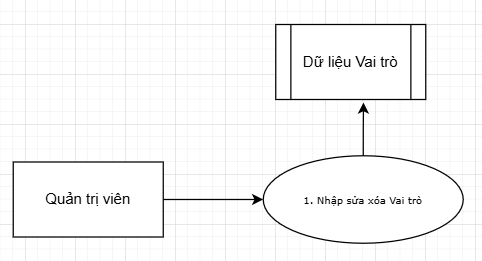 Dữ liệu Vai trò
Quản trị viên
1. Nhập sửa xóa Vai trò